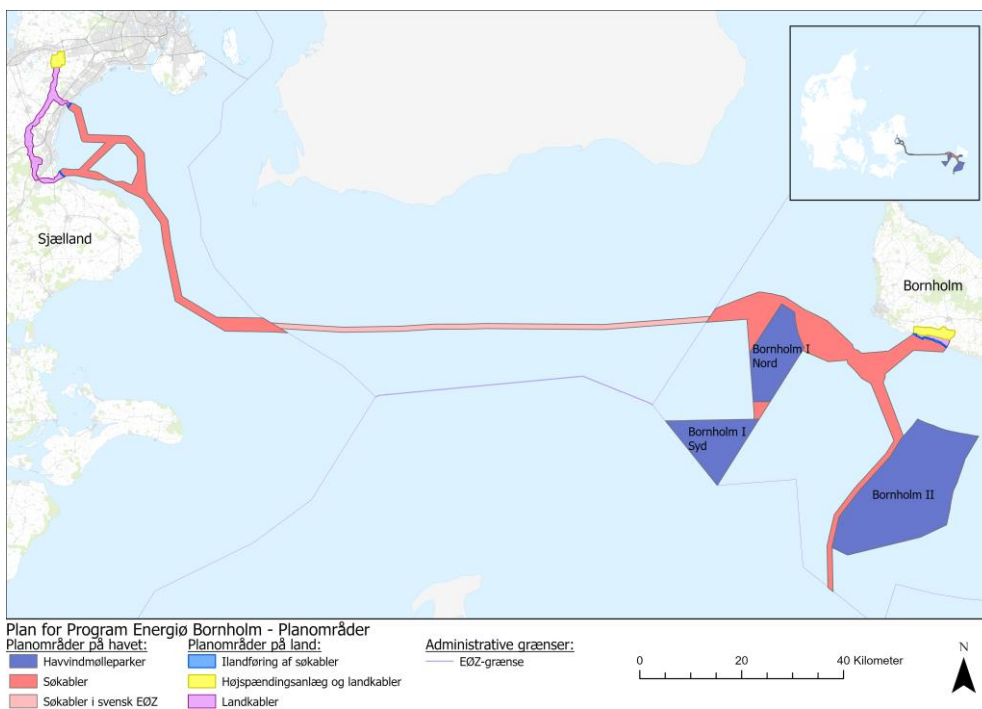 Sjælland
Bornholm
Bornholm I
Nord
Bornholm I
Syd
Bornholm II
Plan for Program Energiø Bornholm - Planområder
Planområder på havet:
Havvindmølleparker
Søkabler
Søkabler i svensk EØZ
Planområder på land:
Ilandføring af søkabler
Højspændingsanlæg og landkabler
Landkabler
Administrative grænser:
EØZ-grænse
0 20 40 Kilometer
N